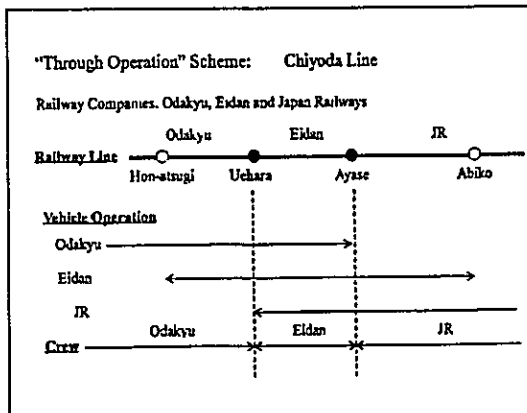 "Through Operation" Scheme: Chiyoda Line
Railway Companies. Odakyu, Eidan and Japan Railways
Odakyu Eidan JR
Railway Line
Hon-atsugi Uehara Ayase Abiko
Vehicle Operation
Odakyu
Eidan
JR
Odakyu Eidan JR
Crew